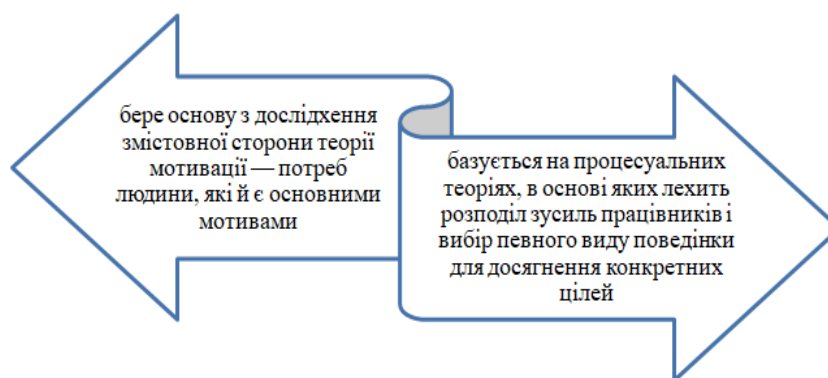 бере основу з дослідхення
змістовної сторони теорії
мотивації — потреб
людини, які й є основними
мотивами
базується на процесуальних
теоріях, в основі яких лехить
розподіл зусиль працівників і
вибір певного виду поведінки
для досягнення конкретних
цілей